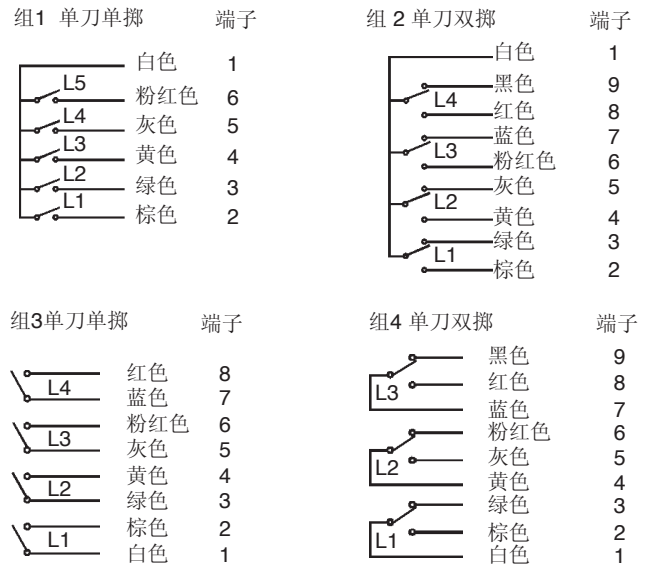 组1 单刀单掷 端子
白色 1
L5
粉红色 6
L4
灰色 5
L3
黄色 4
L2
绿色 3
L1
棕色 2
组 2 单刀双掷 端子
白色 1
黑色 9
L4
红色 8
蓝色 7
L3
粉红色 6
灰色 5
L2
黄色 4
绿色 3
L1
棕色 2
组3单刀单掷 端子
红色 8
L4
蓝色 7
粉红色 6
L3
灰色 5
黄色 4
L2
绿色 3
棕色 2
L1
白色 1
组4 单刀双掷 端子
黑色 9
L3
红色 8
蓝色 7
粉红色 6
L2
灰色 5
黄色 4
绿色 3
L1
棕色 2
白色 1